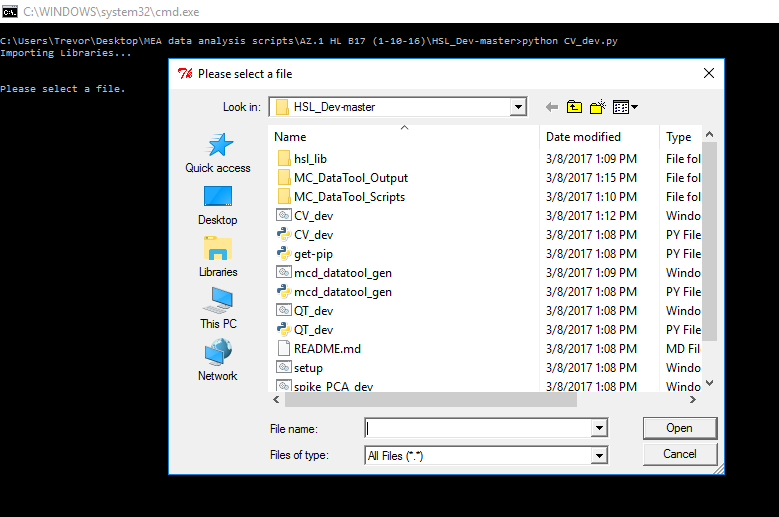 C:\WINDOWS\system32\cmd.exe
C:\Users\Trevor\Desktop\MEA data analysis scripts\AZ.1 HL B17 (1-10-16)\HSL_Dev-master>python CV_dev.py
Importing Libraries...
Please select a file.
Please select a file
Look in: HSL_Dev-master
Quick access
Desktop
Libraries
This PC
Network
Name Date modified Type
hsl_lib 3/8/2017 1:09 PM File fol
MC_DataTool_Output 3/8/2017 1:15 PM File fol
MC_DataTool_Scripts 3/8/2017 1:10 PM File fol
CV_dev 3/8/2017 1:12 PM Windo
CV_dev 3/8/2017 1:08 PM PY File
get-pip 3/8/2017 1:08 PM PY File
mcd_datatool_gen 3/8/2017 1:09 PM Windo
mcd_datatool_gen 3/8/2017 1:08 PM PY File
QT_dev 3/8/2017 1:08 PM Windo
QT_dev 3/8/2017 1:08 PM PY File
README.md 3/8/2017 1:08 PM MD Fil
setup 3/8/2017 1:08 PM Windo
spike_PCA_dev 3/8/2017 1:08 PM Windo
File name: Open
Files of type: All Files (*.*) Cancel